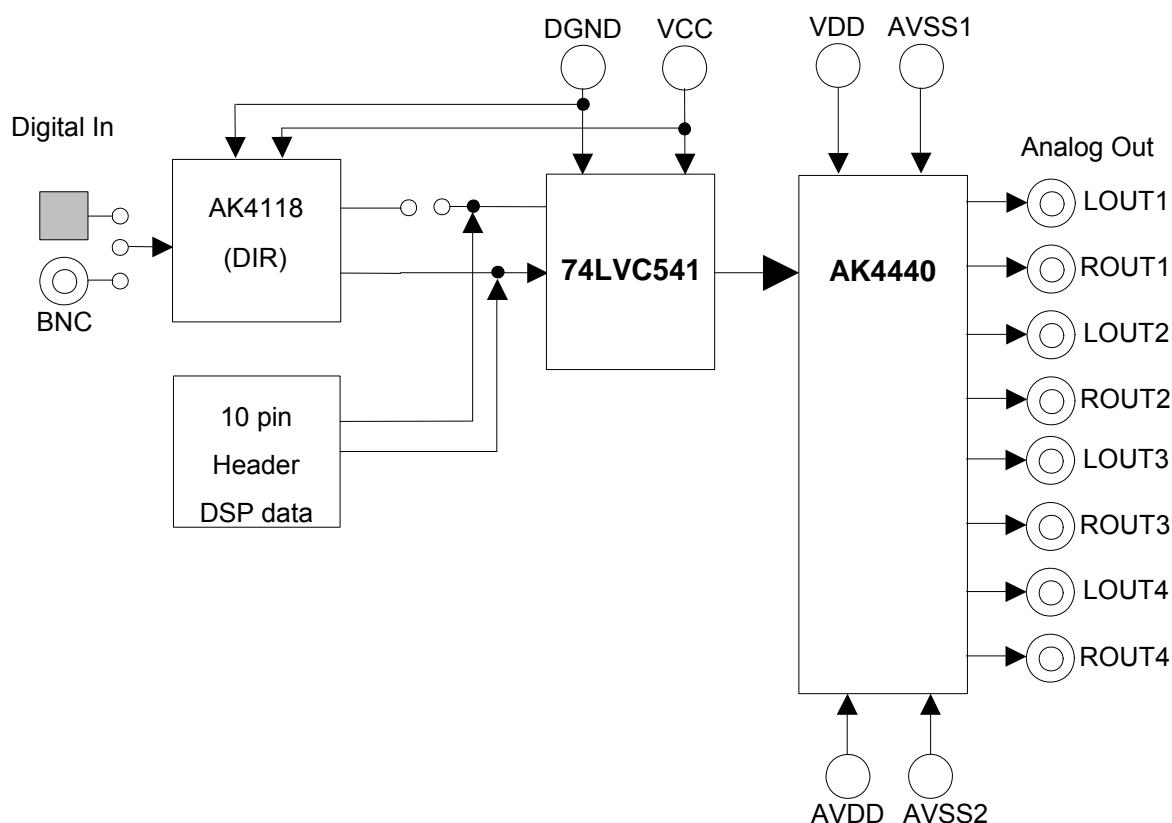 DGND
VCC
VDD
AVSS1
Digital In
Analog Out
AK4118
(DIR)
BNC
74LVC541
AK4440
10 pin
Header
DSP data
LOUT1
ROUT1
LOUT2
ROUT2
LOUT3
ROUT3
LOUT4
ROUT4
AVDD
AVSS2